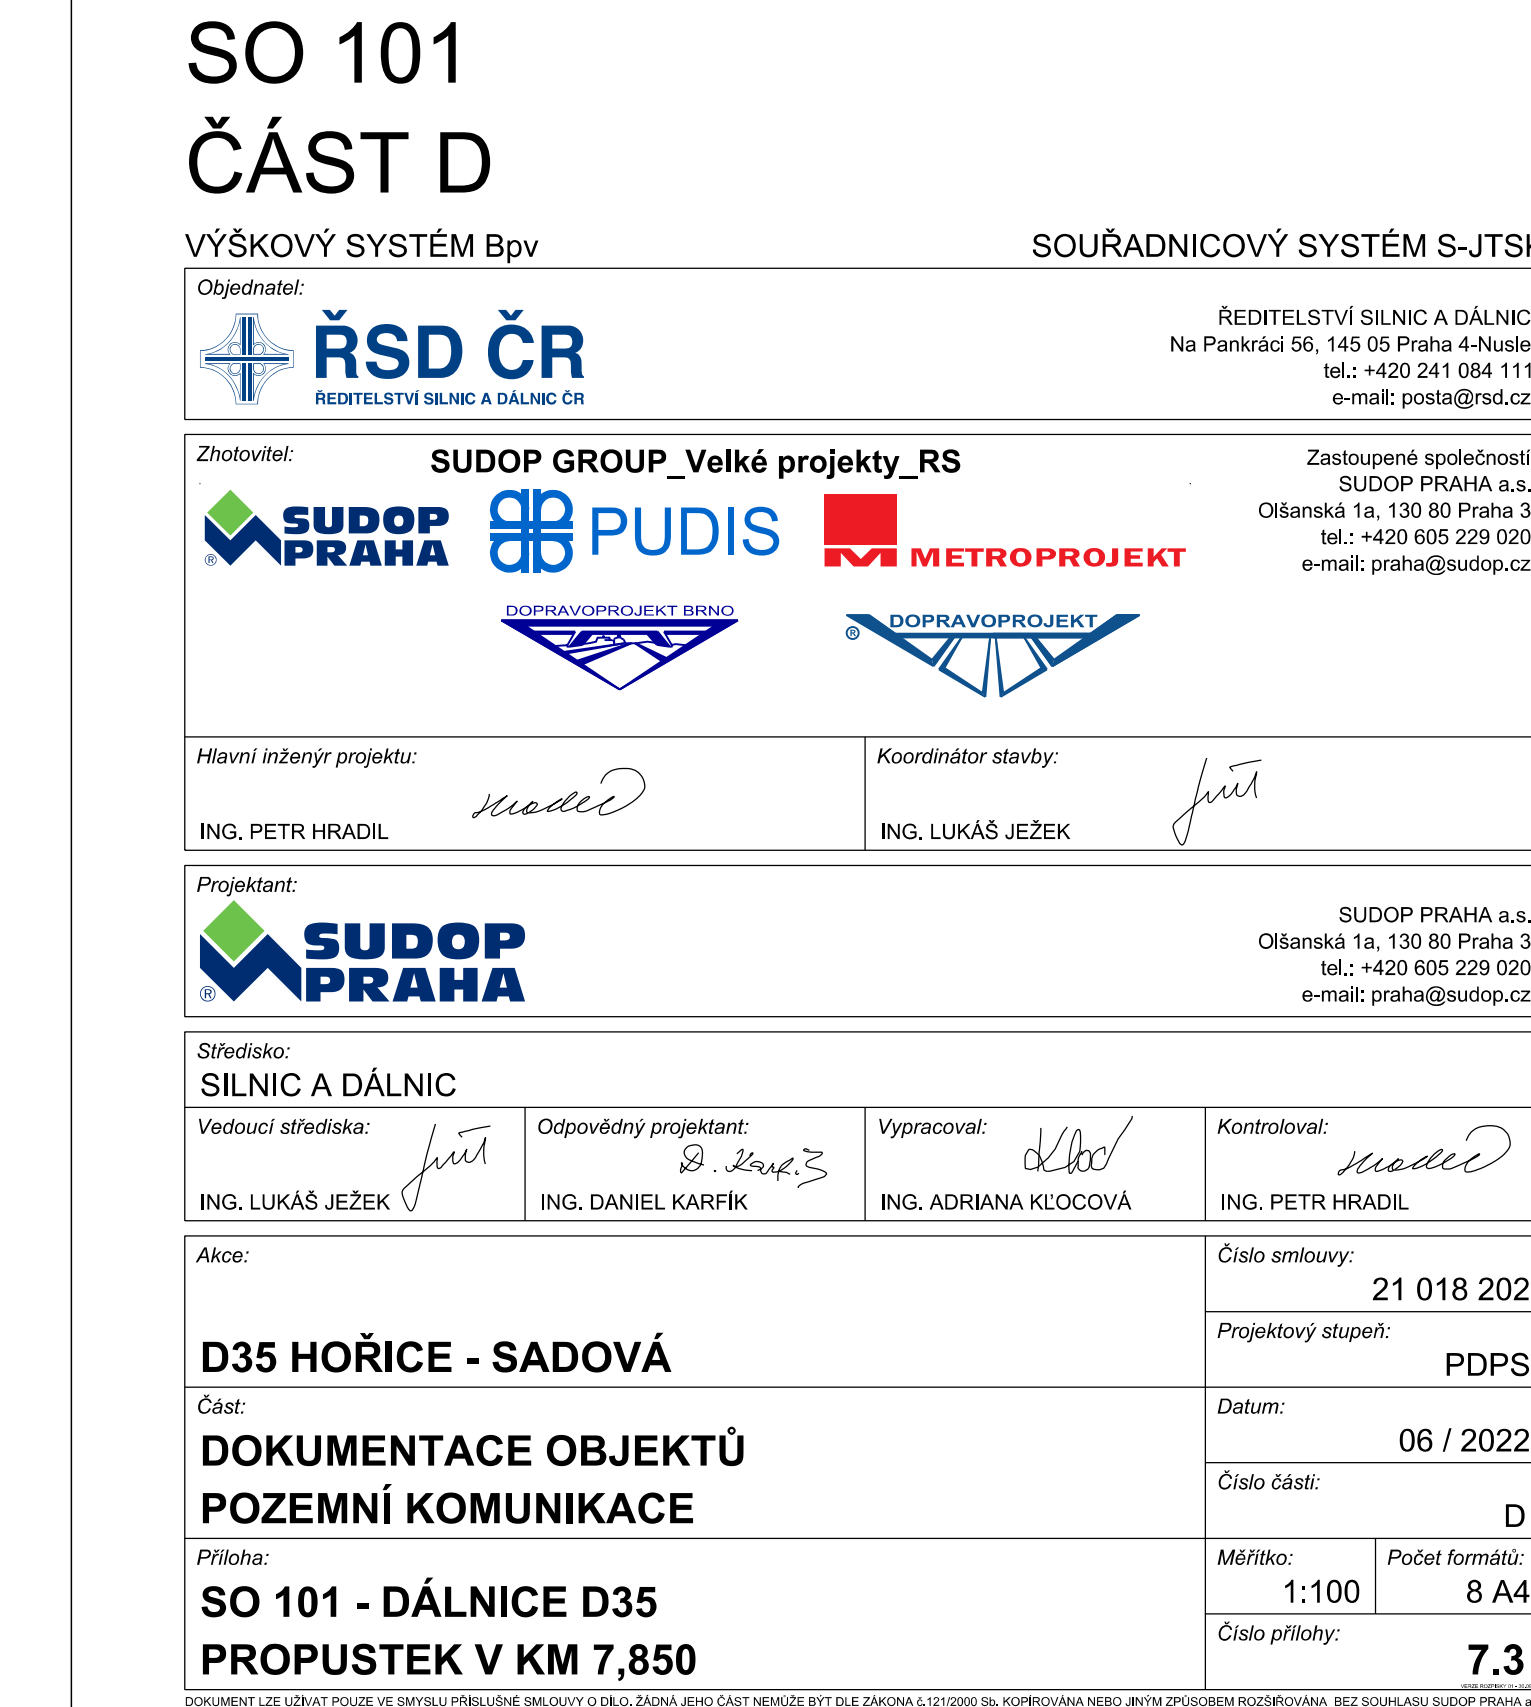 SO 101
ČÁST D
VÝŠKOVÝ SYSTÉM Bpv
SOUŘADNICOVÝ SYSTÉM S-JTSK
Objednatel:
ŘSD ČR
ŘEDITELSTVÍ SILNIC A DÁLNIC ČR
ŘEDITELSTVÍ SILNIC A DÁLNIC
Na Pankráci 56, 145 05 Praha 4-Nusle
tel.: +420 241 084 111
e-mail: posta@rsd.cz
Zhotovitel:
SUDOP GROUP_Velké projekty_RS
SUDOP
PRAHA
®
PUDIS
METROPROJEKT
DOPRAVOPROJEKT BRNO
DOPRAVOPROJEKT
®
Zastoupené společností
SUDOP PRAHA a.s.
Olšanská 1a, 130 80 Praha 3
tel.: +420 605 229 020
e-mail: praha@sudop.cz
Hlavní inženýr projektu:
ING. PETR HRADIL
Koordinátor stavby:
ING. LUKÁŠ JEŽEK
Projektant:
SUDOP
PRAHA
®
SUDOP PRAHA a.s.
Olšanská 1a, 130 80 Praha 3
tel.: +420 605 229 020
e-mail: praha@sudop.cz
Středisko:
SILNIC A DÁLNIC
Vedoucí střediska:
ING. LUKÁŠ JEŽEK
Odpovědný projektant:
D. Karfík
ING. DANIEL KARFÍK
Vypracoval:
ING. ADRIANA KĽOCOVÁ
Kontroloval:
ING. PETR HRADIL
Akce:
D35 HOŘICE - SADOVÁ
Číslo smlouvy:
21 018 202
Projektový stupeň:
PDPS
Část:
DOKUMENTACE OBJEKTŮ
POZEMNÍ KOMUNIKACE
Datum:
06 / 2022
Číslo části:
D
Příloha:
SO 101 - DÁLNICE D35
PROPUSTEK V KM 7,850
Měřítko:
1:100
Počet formátů:
8 A4
Číslo přílohy:
7.3
DOKUMENT LZE UŽÍVAT POUZE VE SMYSLU PŘÍSLUŠNÉ SMLOUVY O DÍLO. ŽÁDNÁ JEHO ČÁST NEMŮŽE BÝT DLE ZÁKONA č.121/2000 Sb. KOPÍROVÁNA NEBO JINÝM ZPŮSOBEM ROZŠIŘOVÁNA BEZ SOUHLASU SUDOP PRAHA a